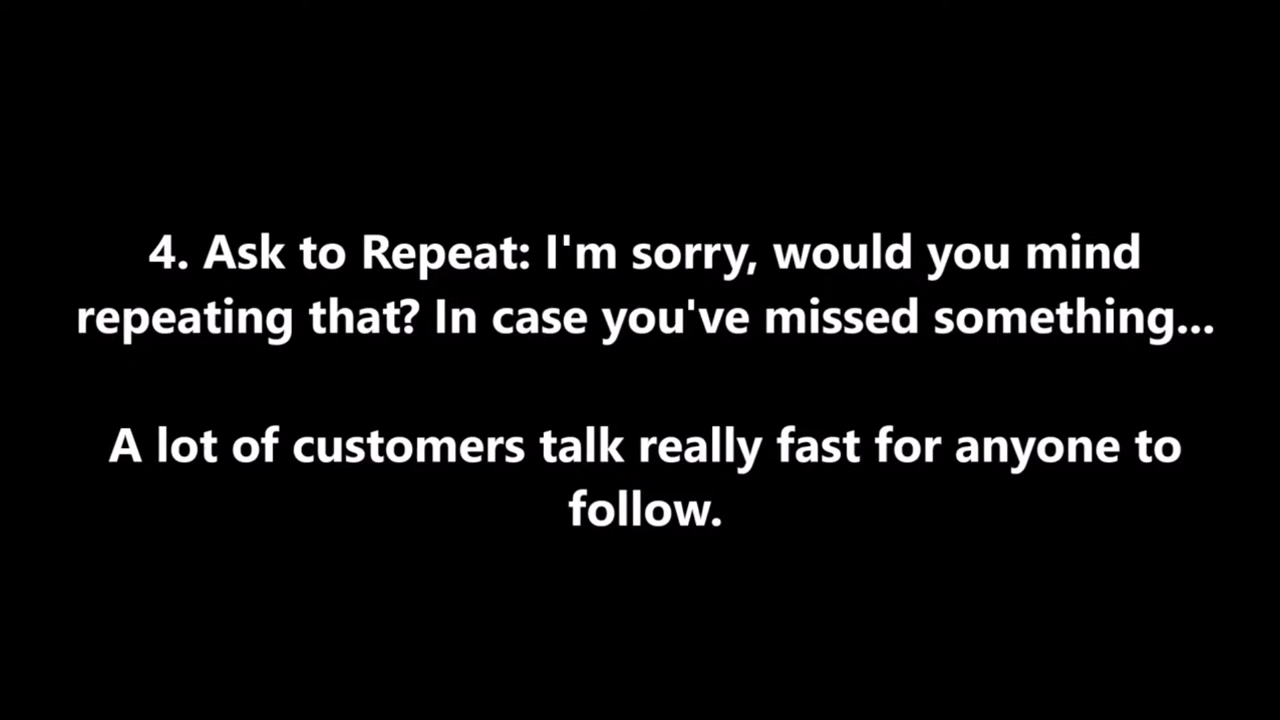 4. Ask to Repeat: I'm sorry, would you mind
repeating that? In case you've missed something...
A lot of customers talk really fast for anyone to
follow.